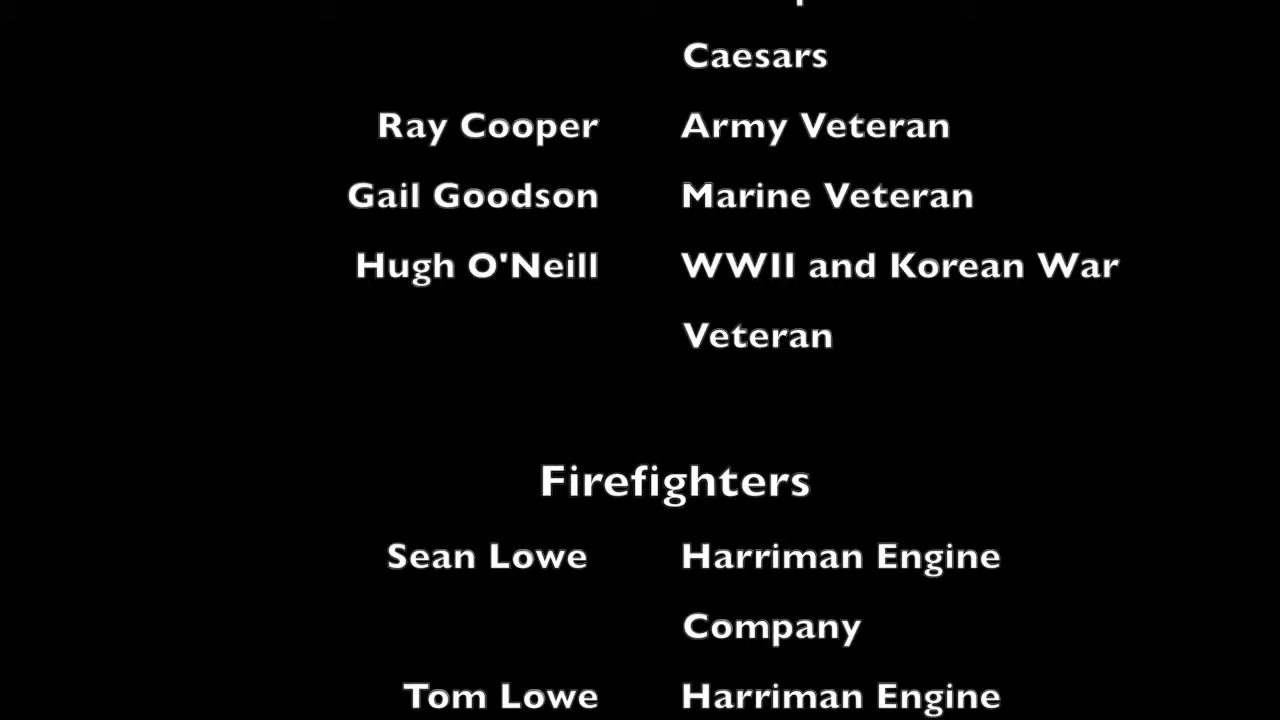 Caesars
Ray Cooper Army Veteran
Gail Goodson Marine Veteran
Hugh O'Neill WWII and Korean War
Veteran
Firefighters
Sean Lowe Harriman Engine
Company
Tom Lowe Harriman Engine